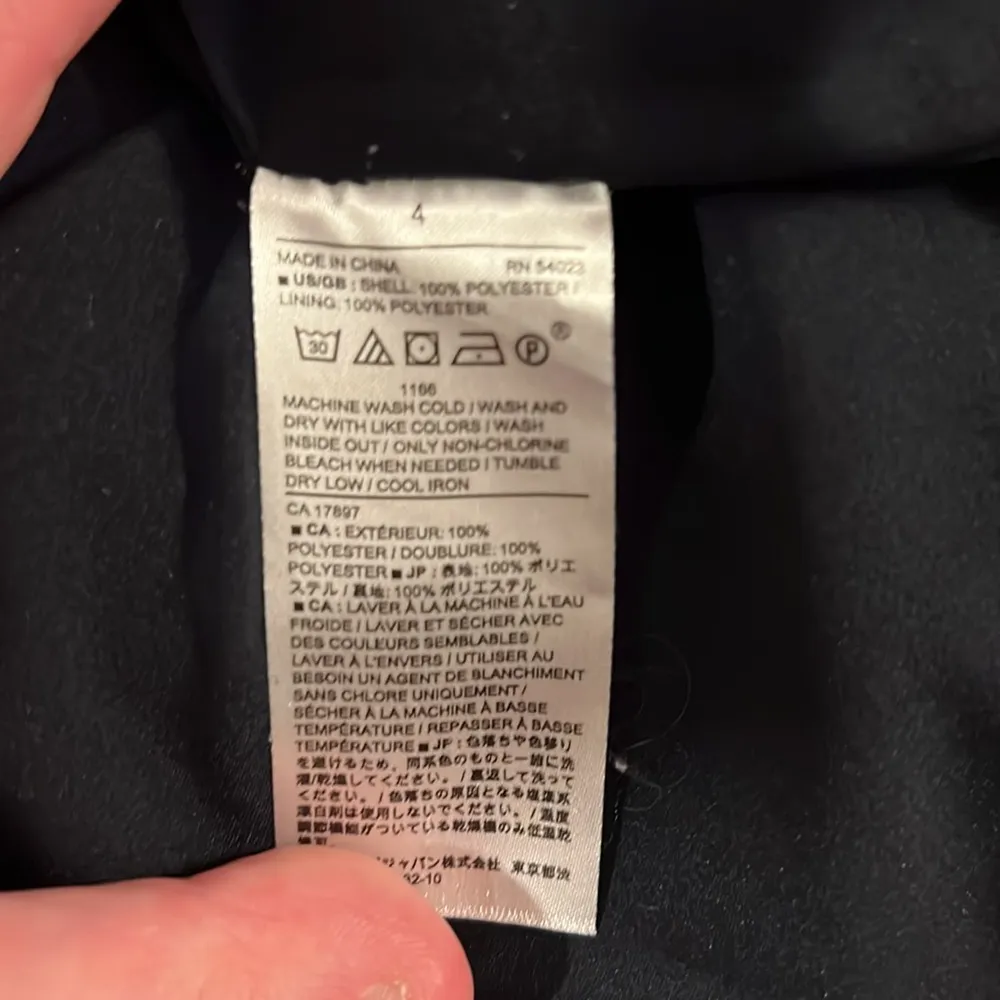 4
MADE IN CHINA RN 54023
■ US/GB : SHELL: 100% POLYESTER /
LINING: 100% POLYESTER
30 P ®
1166
MACHINE WASH COLD / WASH AND
DRY WITH LIKE COLORS / WASH
INSIDE OUT / ONLY NON-CHLORINE
BLEACH WHEN NEEDED / TUMBLE
DRY LOW / COOL IRON
CA 17897
■ CA : EXTÉRIEUR: 100%
POLYESTER / DOUBLURE: 100%
POLYESTER ■ JP : 表地: 100% ポリエ
ステル / 裏地: 100% ポリエステル
■ CA : LAVER À LA MACHINE À L'EAU
FROIDE / LAVER ET SÉCHER AVEC
DES COULEURS SEMBLABLES /
LAVER À L'ENVERS / UTILISER AU
BESOIN UN AGENT DE BLANCHIMENT
SANS CHLORE UNIQUEMENT /
SÉCHER À LA MACHINE À BASSE
TEMPÉRATURE / REPASSER À BASSE
TEMPÉRATURE ■ JP :色落ちや色移り
を避けるため、同系色のものと一緒に洗
濯/乾燥してください。/ 裏返して洗って
ください。/ 色落ちの原因となる塩素系
漂白剤は使用しないでください。/ 温度
調節機能がついている乾燥機のみ低温乾
ジャパン株式会社 東京都渋
32-10